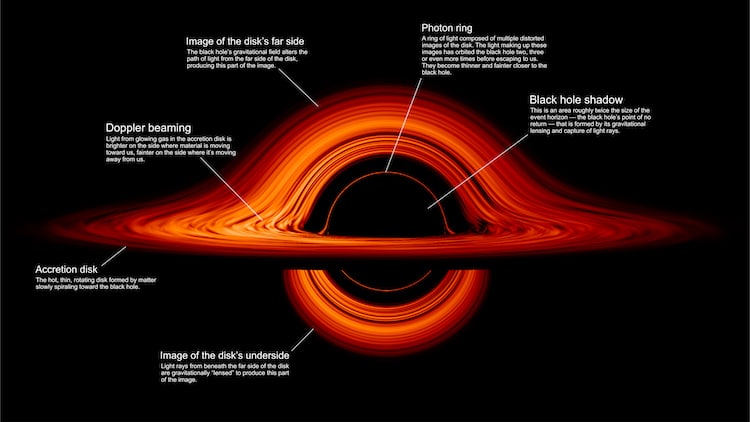 Photon ring
A ring of light composed of multiple distorted
images of the disk. The light making up these
images has orbited the black hole two, three
or even more times before escaping to us.
They become thinner and fainter closer to the
black hole.
Image of the disk's far side
The black hole's gravitational field alters the
path of light from the far side of the disk,
producing this part of the image.
Black hole shadow
This is an area roughly twice the size of the
event horizon — the black hole's point of no
return — that is formed by its gravitational
lensing and capture of light rays.
Doppler beaming
Light from glowing gas in the accretion disk is
brighter on the side where material is moving
toward us, fainter on the side where it's moving
away from us.
Accretion disk
The hot, thin, rotating disk formed by matter
slowly spiraling toward the black hole.
Image of the disk's underside
Light rays from beneath the far side of the disk
are gravitationally "lensed" to produce this part
of the image.